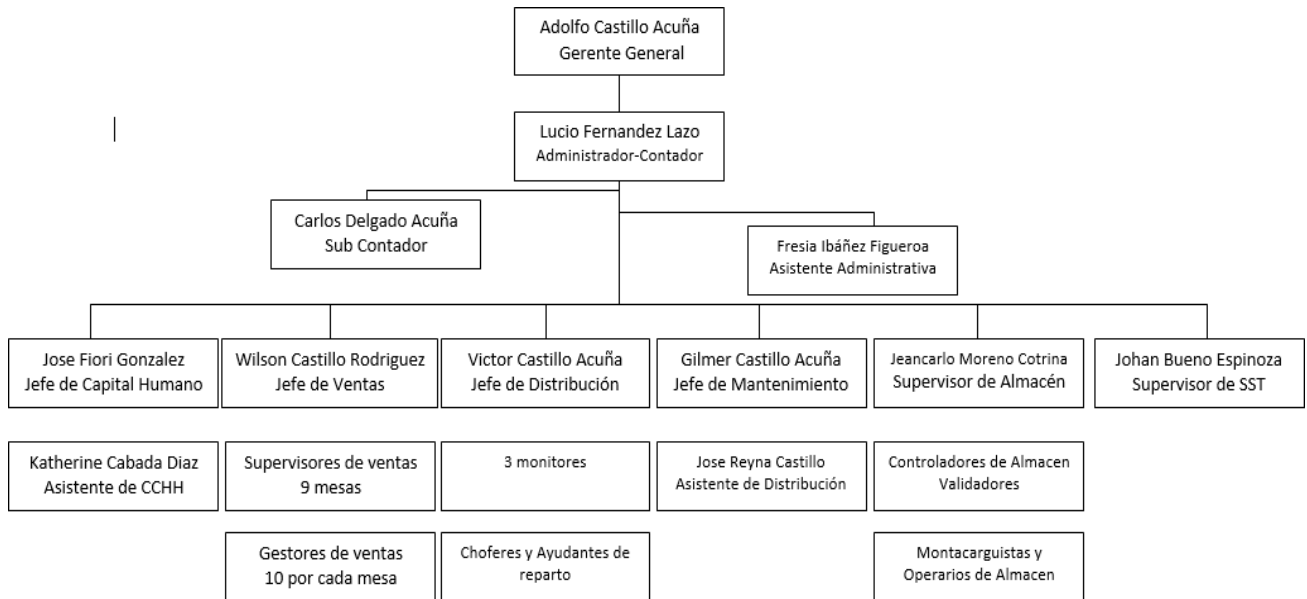 Adolfo Castillo Acuña
Gerente General
Lucio Fernandez Lazo
Administrador-Contador
Carlos Delgado Acuña
Sub Contador
Fresia Ibáñez Figueroa
Asistente Administrativa
Jose Fiori Gonzalez
Jefe de Capital Humano
Wilson Castillo Rodriguez
Jefe de Ventas
Victor Castillo Acuña
Jefe de Distribución
Gilmer Castillo Acuña
Jefe de Mantenimiento
Jeancarlo Moreno Cotrina
Supervisor de Almacén
Johan Bueno Espinoza
Supervisor de SST
Katherine Cabada Diaz
Asistente de CCHH
Supervisores de ventas
9 mesas
3 monitores
Jose Reyna Castillo
Asistente de Distribución
Controladores de Almacen
Validadores
Gestores de ventas
10 por cada mesa
Choferes y Ayudantes de
reparto
Montacarguistas y
Operarios de Almacen